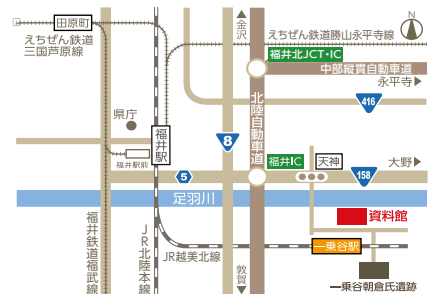 田原町
えちぜん鉄道
三国芦原線
8
金沢
えちぜん鉄道勝山永平寺線
N
福井北JCT・IC
中部縦貫自動車道
永平寺
416
県庁
福井駅
福井駅前
北陸自動車道
8
5
福井IC
天神
大野
158
足羽川
資料館
福井鉄道福武線
JR北陸本線
JR越美北線
敦賀
一乗谷駅
一乗谷朝倉氏遺跡